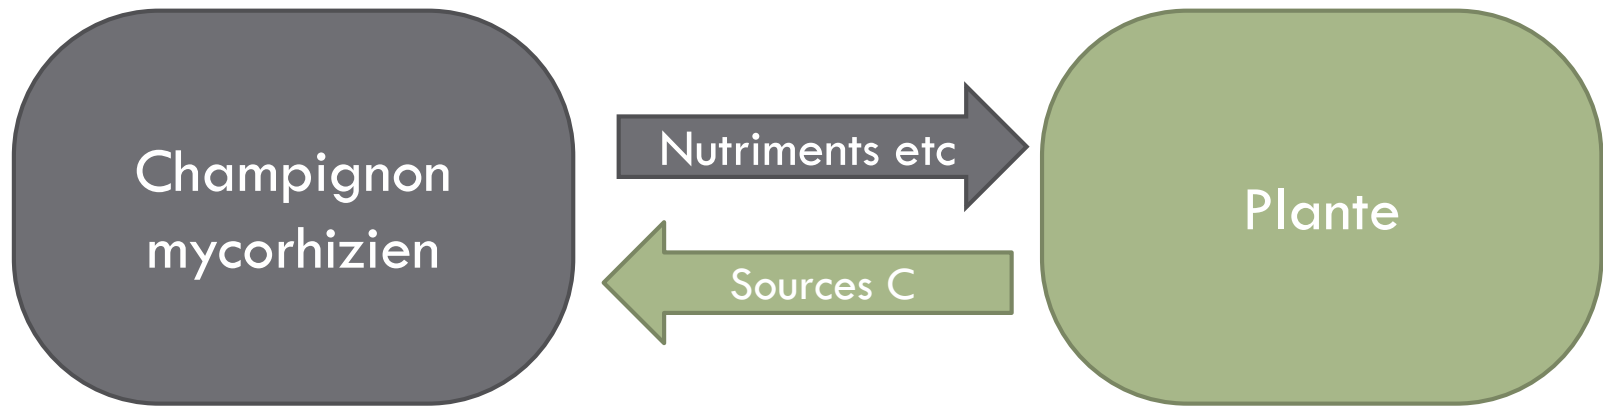 Champignon
mycorhizien
Nutriments etc
Sources C
Plante